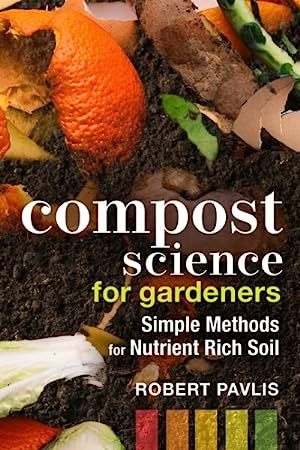 compost
science
for gardeners
Simple Methods
for Nutrient Rich Soil
ROBERT PAVLIS